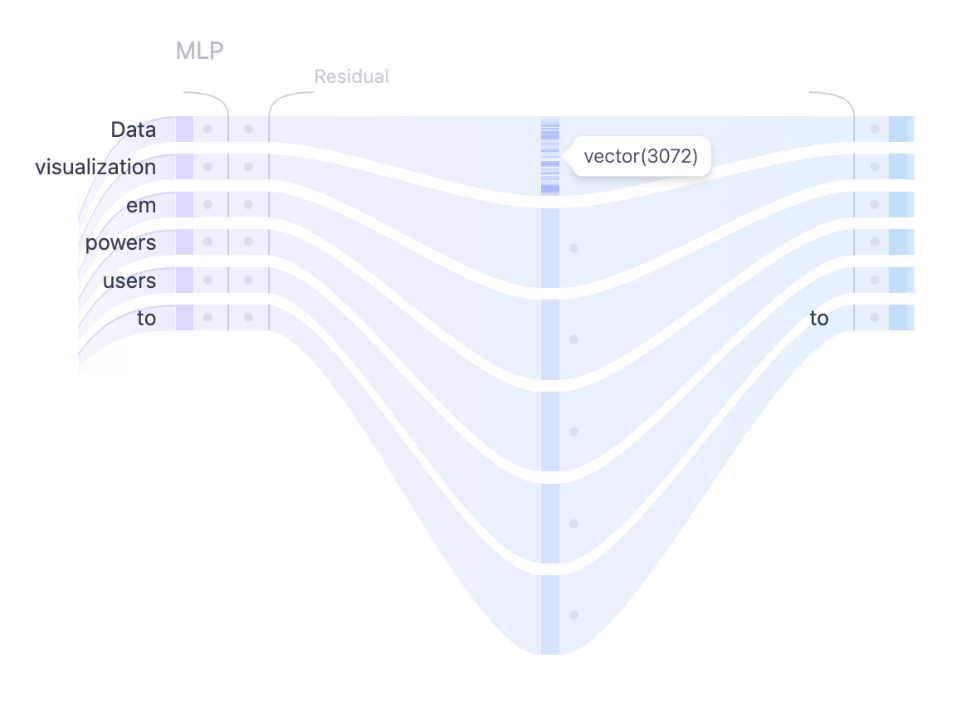 MLP
Residual
Data
vector(3072)
visualization
em
powers
users
to
to